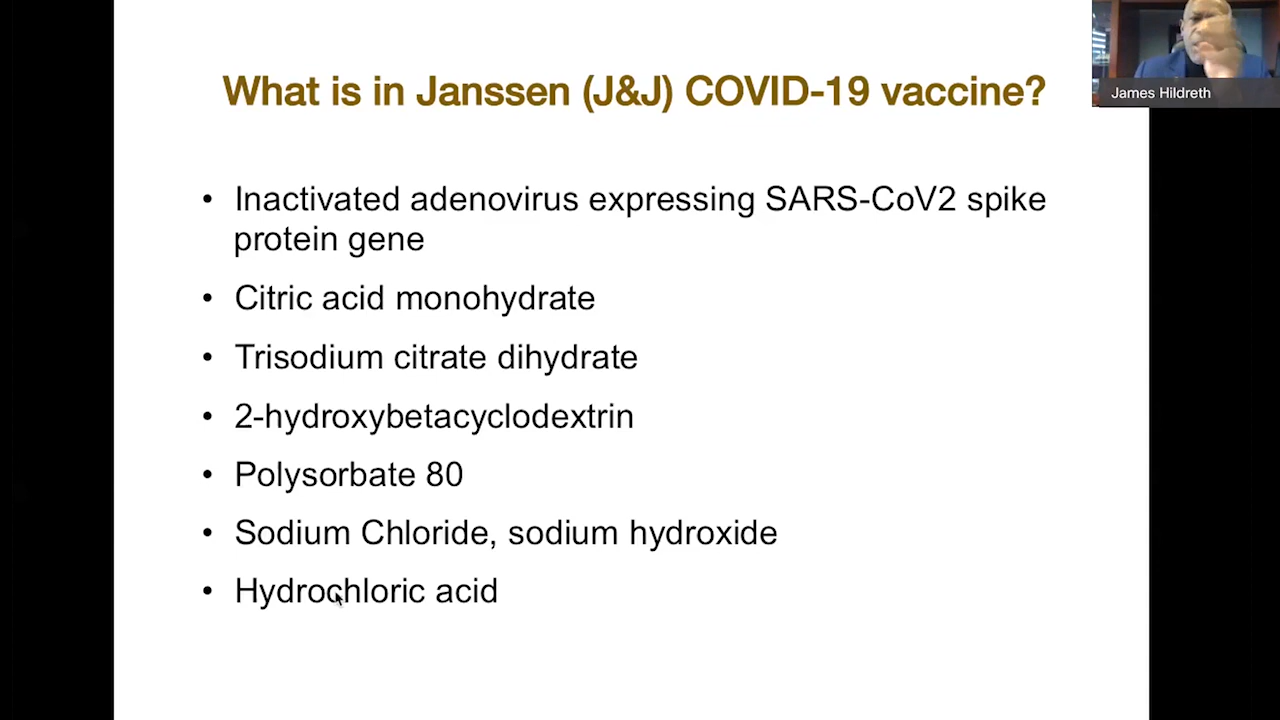 What is in Janssen (J&J) COVID-19 vaccine?
James Hildreth
• Inactivated adenovirus expressing SARS-CoV2 spike
protein gene
• Citric acid monohydrate
• Trisodium citrate dihydrate
• 2-hydroxybetacyclodextrin
• Polysorbate 80
• Sodium Chloride, sodium hydroxide
• Hydrochloric acid